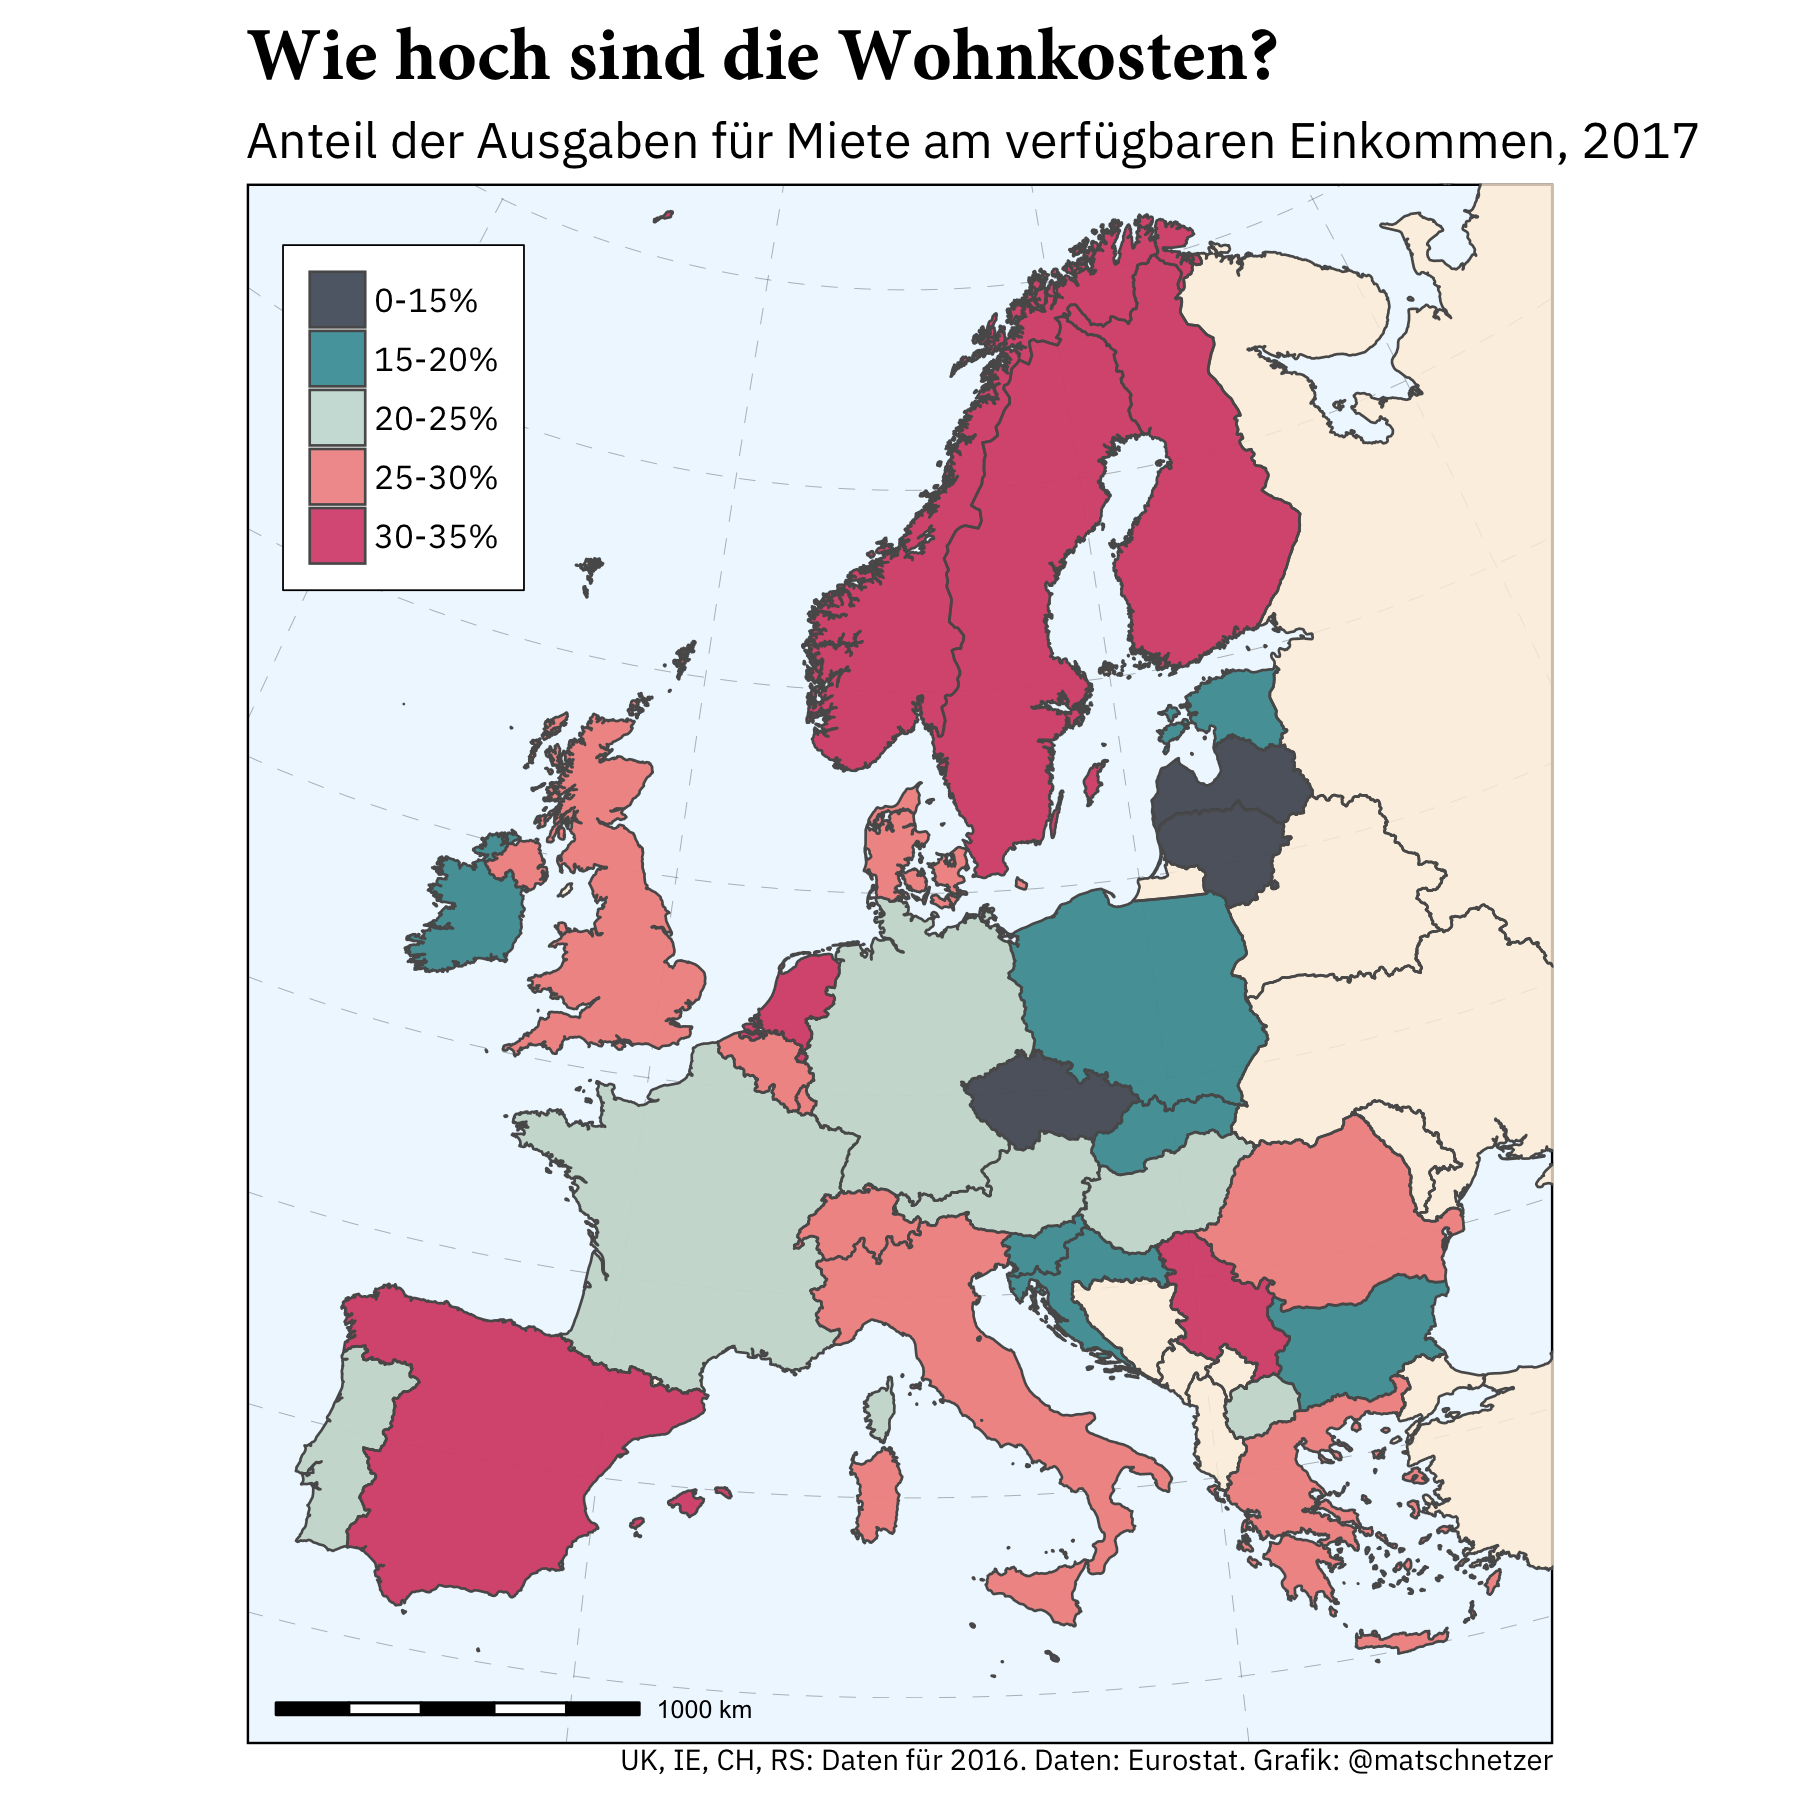 Wie hoch sind die Wohnkosten?
Anteil der Ausgaben für Miete am verfügbaren Einkommen, 2017
0-15%
15-20%
20-25%
25-30%
30-35%
1000 km
UK, IE, CH, RS: Daten für 2016. Daten: Eurostat. Grafik: @matschnetzer